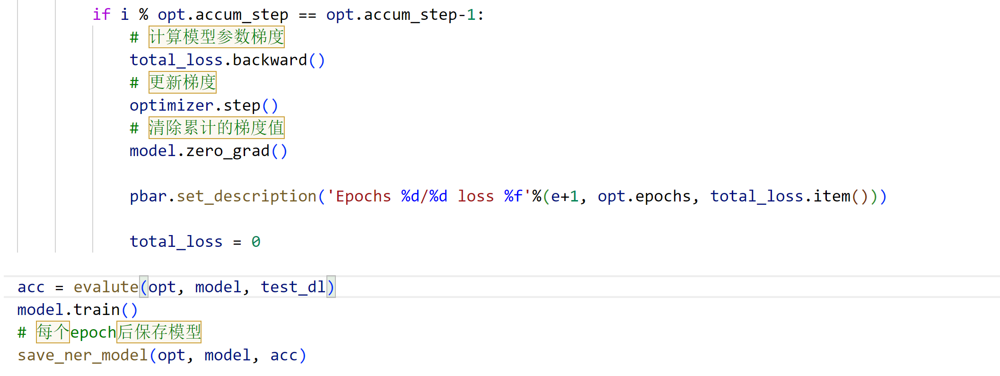 if i % opt.accum_step == opt.accum_step-1:
# 计算模型参数梯度
total_loss.backward()
# 更新梯度
optimizer.step()
# 清除累计的梯度值
model.zero_grad()
pbar.set_description('Epochs %d/%d loss %f'%(e+1, opt.epochs, total_loss.item()))
total_loss = 0
acc = evalute(opt, model, test_dl)
model.train()
# 每个epoch后保存模型
save_ner_model(opt, model, acc)